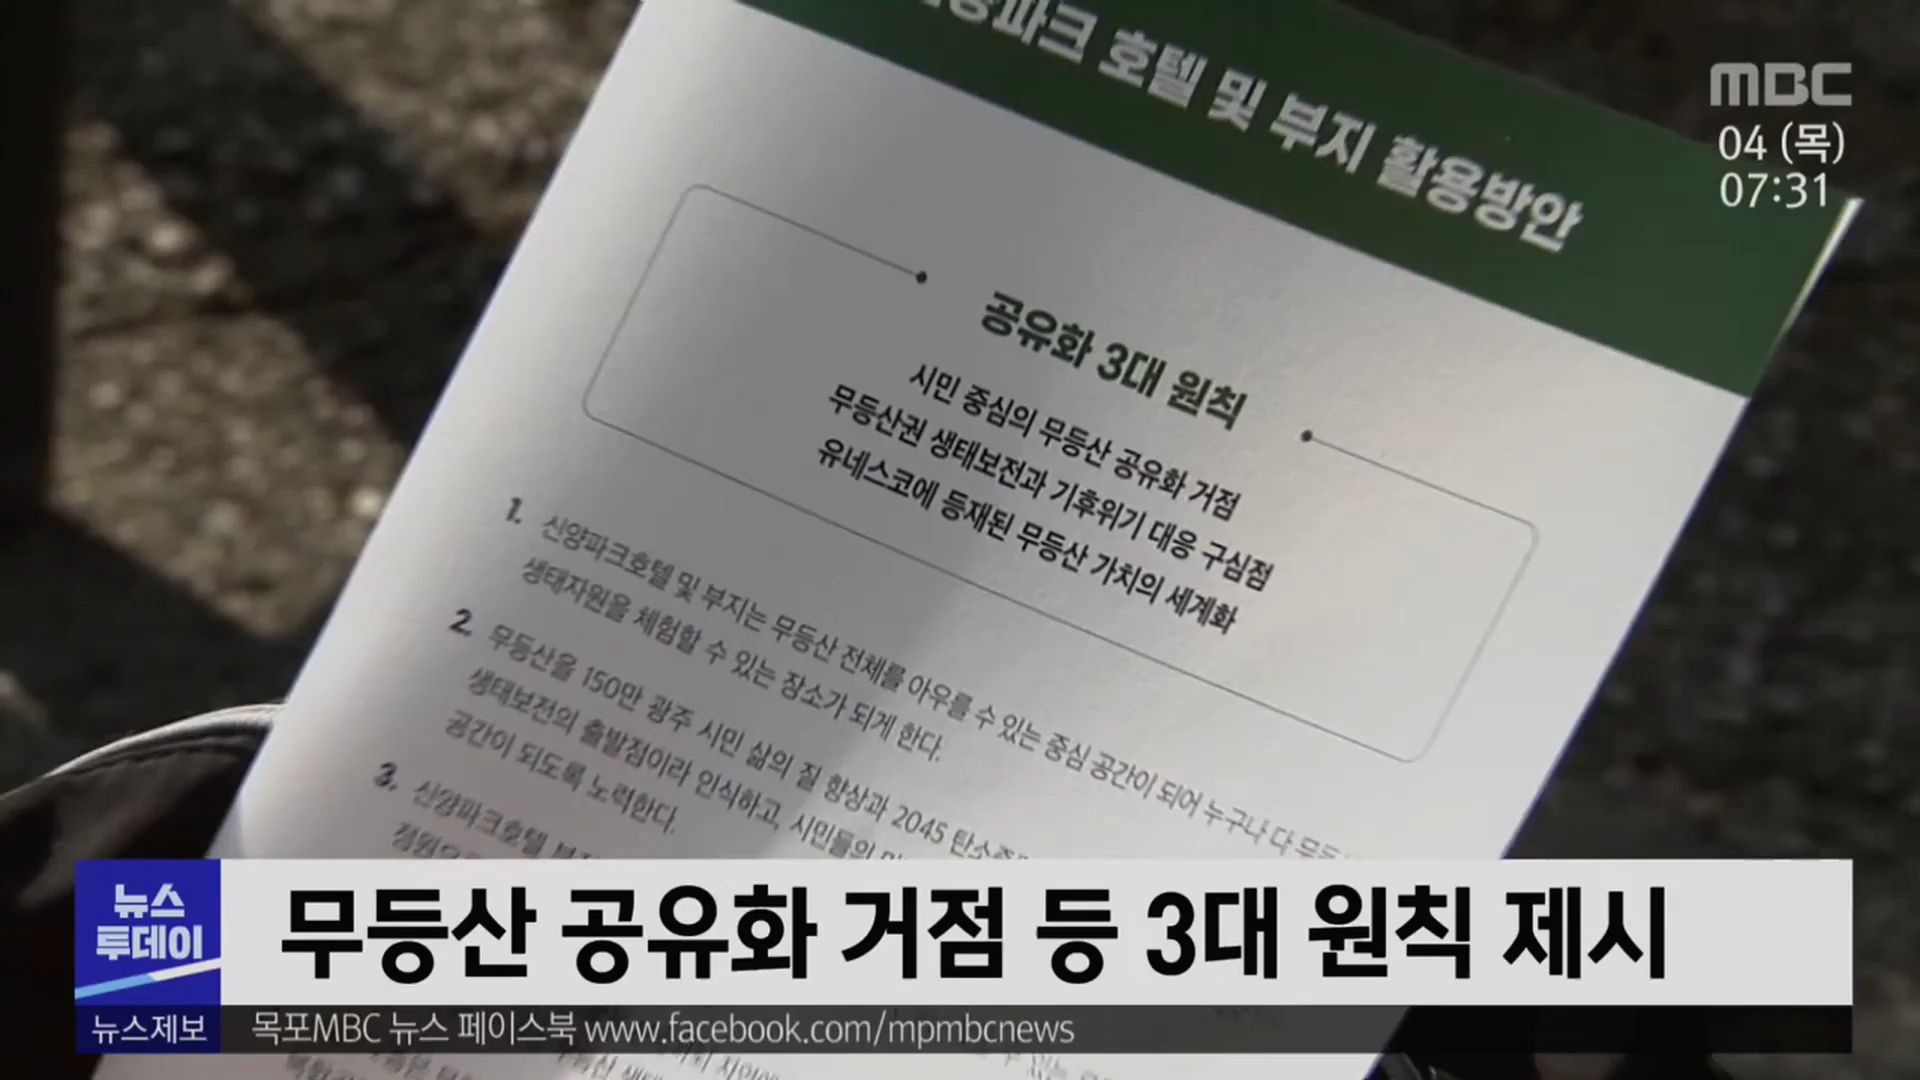 호텔 및 부지 활용방안
MBC
04 (목)
07:31
공유화 3대 원칙
시민 중심의 무등산 공유화 거점
무등산권 생태보전과 기후위기 대응 구심점
유네스코에 등재된 무등산 가치의 세계화
1. 신양파크호텔 및 부지는 무등산 전체를 아우를 수 있는 중심 공간이 되어 누구나 다
생태자원을 체험할 수 있는 장소가 되게 한다.
2. 무등산을 150만 광주 시민 삶의 질 향상과 2045
생태보전의 출발점이라 인식하고, 시민들의
공간이 되도록 노력한다.
3. 신양파크호텔
뉴스
투데이
무등산 공유화 거점 등 3대 원칙 제시
뉴스제보
목포MBC 뉴스 페이스북 www.facebook.com/mpmbcnews